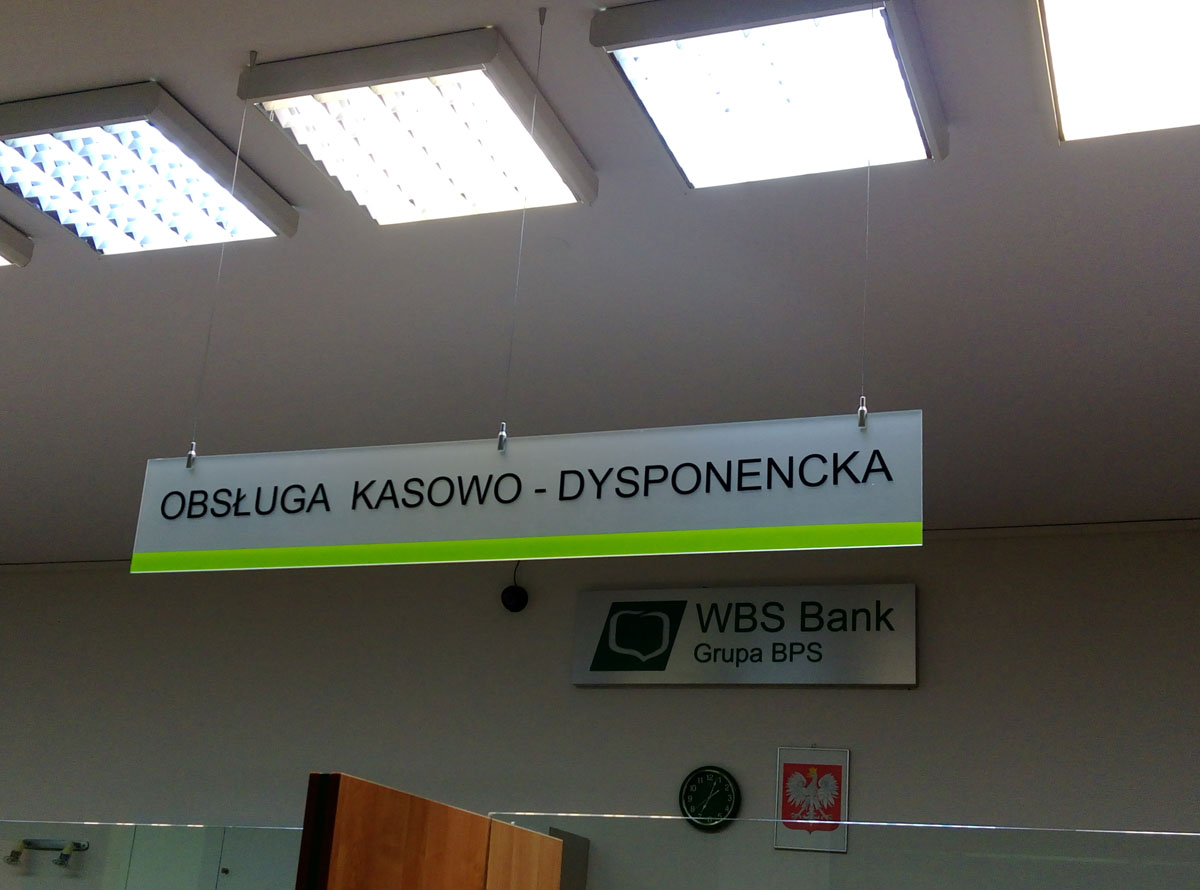 OBSŁUGA KASOWO - DYSPONENCKA
WBS Bank
Grupa BPS